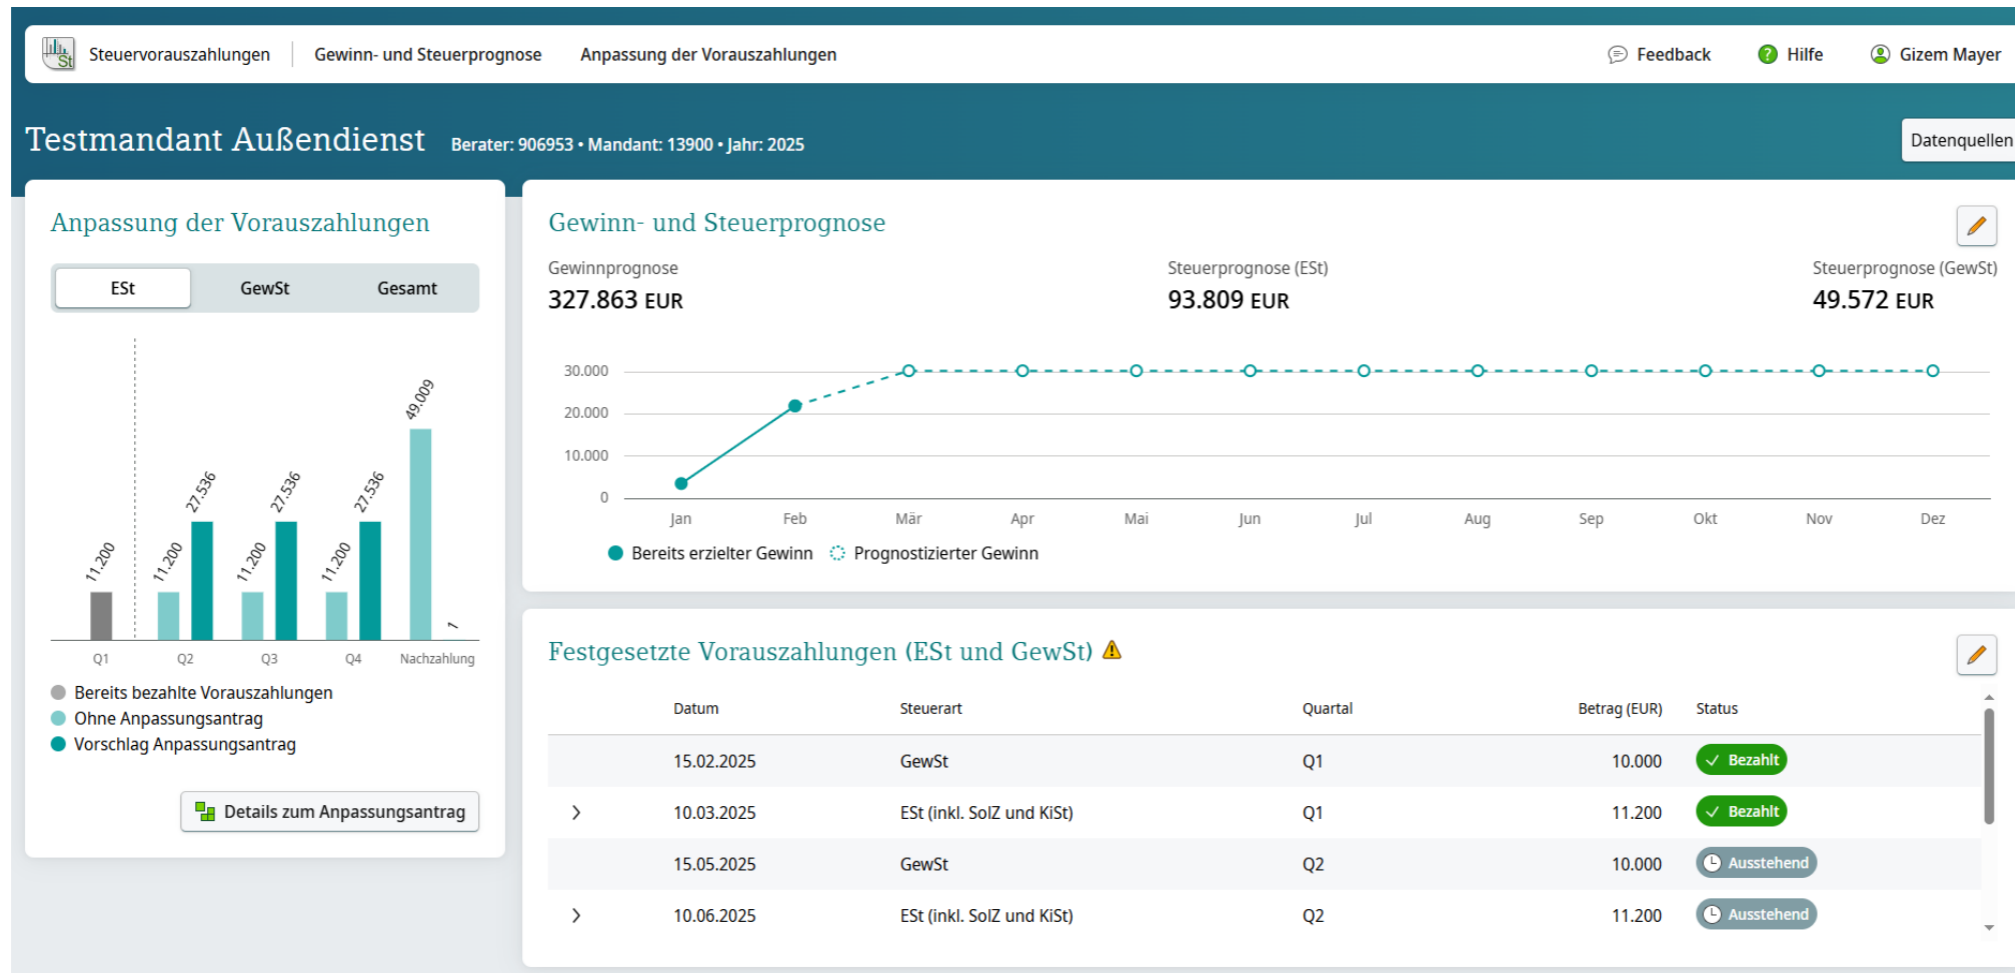 St Steuervorauszahlungen Gewinn- und Steuerprognose Anpassung der Vorauszahlungen Feedback ? Hilfe Gizem Mayer
Testmandant Außendienst Berater: 906953 • Mandant: 13900 • Jahr: 2025 Datenquellen
Anpassung der Vorauszahlungen
ESt GewSt Gesamt
11.200 11.200 27.536 11.200 27.536 11.200 27.536 49.009 1
Q1 Q2 Q3 Q4 Nachzahlung
Bereits bezahlte Vorauszahlungen
Ohne Anpassungsantrag
Vorschlag Anpassungsantrag
Details zum Anpassungsantrag
Gewinn- und Steuerprognose
Gewinnprognose Steuerprognose (ESt) Steuerprognose (GewSt)
327.863 EUR 93.809 EUR 49.572 EUR
30.000
20.000
10.000
0
Jan Feb Mär Apr Mai Jun Jul Aug Sep Okt Nov Dez
Bereits erzielter Gewinn Prognostizierter Gewinn
Festgesetzte Vorauszahlungen (ESt und GewSt)
Datum Steuerart Quartal Betrag (EUR) Status
15.02.2025 GewSt Q1 10.000 Bezahlt
10.03.2025 ESt (inkl. SolZ und KiSt) Q1 11.200 Bezahlt
15.05.2025 GewSt Q2 10.000 Ausstehend
10.06.2025 ESt (inkl. SolZ und KiSt) Q2 11.200 Ausstehend